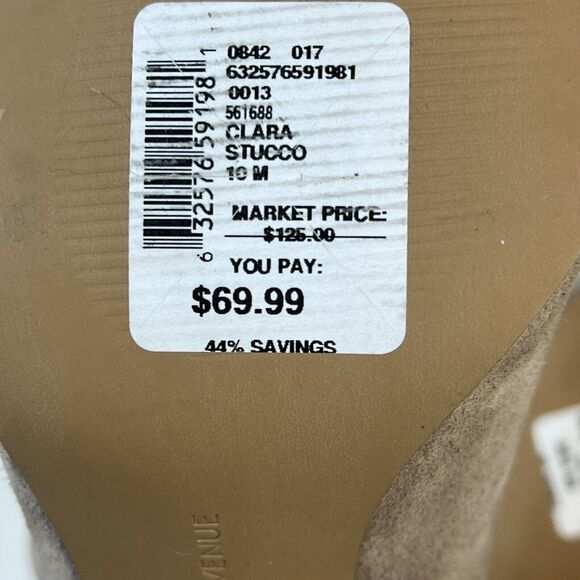 0842 017
632576591981
0013
561688
CLARA
STUCCO
10 M
MARKET PRICE:
$125.00
YOU PAY:
$69.99
44% SAVINGS
6 32576 59198 1
VENUE